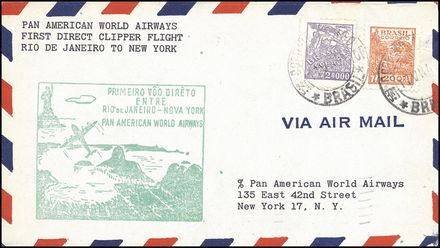 PAN AMERICAN WORLD AIRWAYS
FIRST DIRECT CLIPPER FLIGHT
RIO DE JANEIRO TO NEW YORK
BRASIL
CORREIO
BRASIL
PRIMEIRO VÔO DIRETO
ENTRE
RIO DE JANEIRO - NOVA YORK
PAN AMERICAN WORLD AIRWAYS
VIA AIR MAIL
% Pan American World Airways
135 East 42nd Street
New York 17, N. Y.